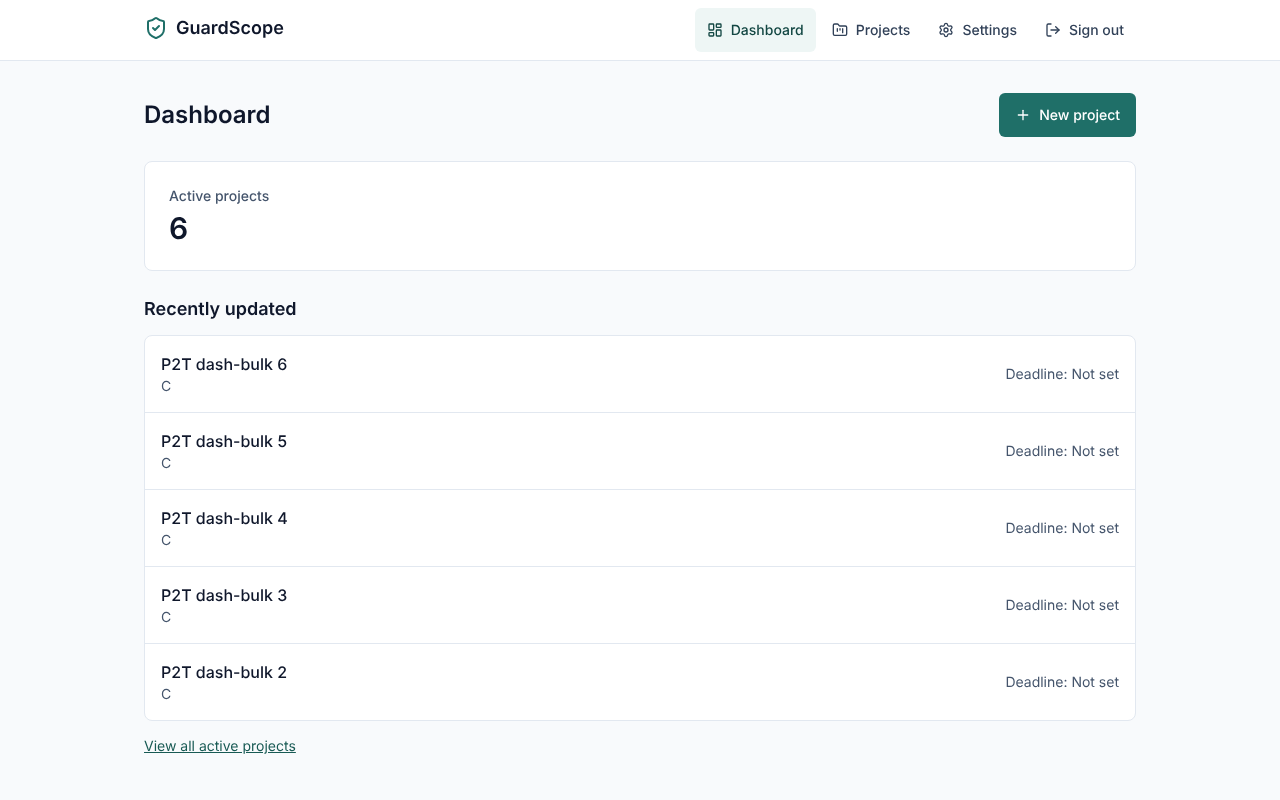 GuardScope
Dashboard
Projects
Settings
Sign out
Dashboard
New project
Active projects
6
Recently updated
P2T dash-bulk 6
C
Deadline: Not set
P2T dash-bulk 5
C
Deadline: Not set
P2T dash-bulk 4
C
Deadline: Not set
P2T dash-bulk 3
C
Deadline: Not set
P2T dash-bulk 2
C
Deadline: Not set
View all active projects